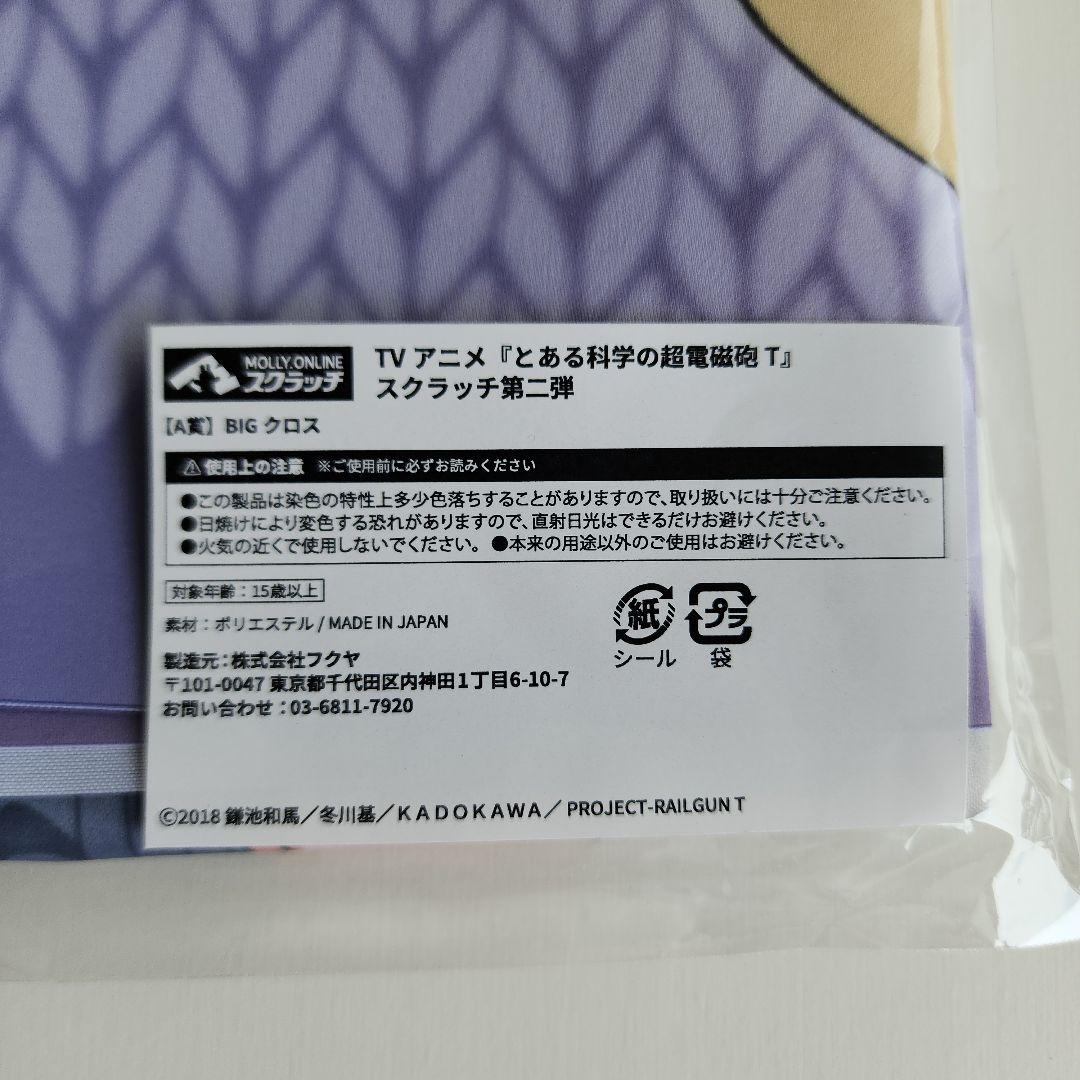 MOLLY.ONLINE
スクラッチ
TV アニメ『とある科学の超電磁砲 T』
スクラッチ第二弾
【A賞】BIG クロス
⚠使用上の注意 ※ご使用前に必ずお読みください
●この製品は染色の特性上多少色落ちすることがありますので、取り扱いには十分ご注意ください。
●日焼けにより変色する恐れがありますので、直射日光はできるだけお避けください。
●火気の近くで使用しないでください。 ●本来の用途以外のご使用はお避けください。
対象年齢：15歳以上
素材：ポリエステル / MADE IN JAPAN
製造元：株式会社フクヤ
〒101-0047 東京都千代田区内神田1丁目6-10-7
お問い合わせ：03-6811-7920
紙 プラ
シール 袋
©2018 鎌池和馬／冬川基／KADOKAWA／PROJECT-RAILGUN T